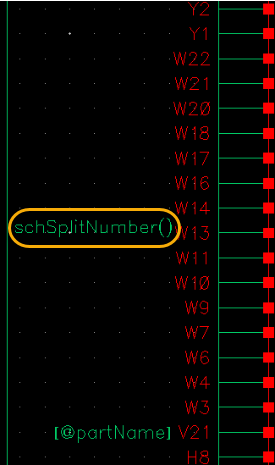 Y2
Y1
W22
W21
W20
W18
W17
W16
W14
schSplitNumber() W13
W11
W10
W9
W7
W6
W4
W3
[@partName] V21
H8